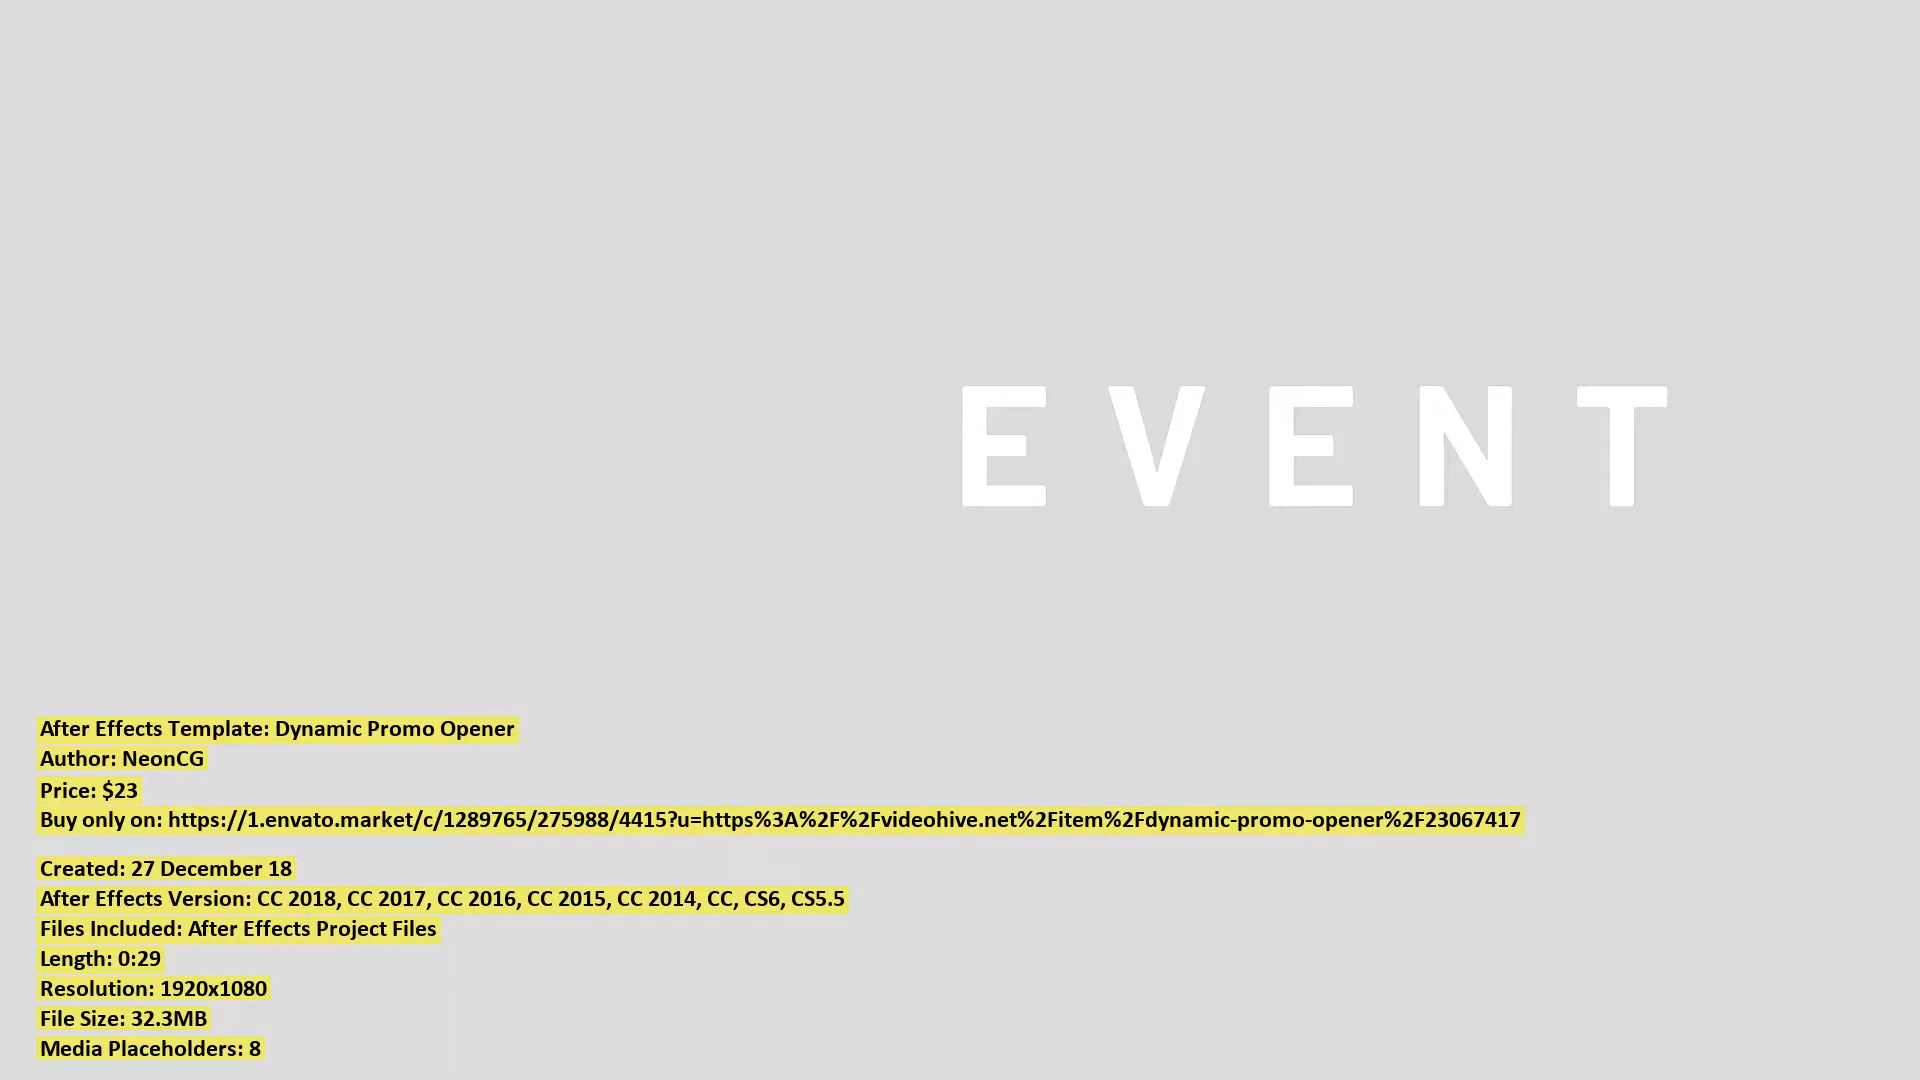 EVENT
After Effects Template: Dynamic Promo Opener
Author: NeonCG
Price: $23
Buy only on: https://1.envato.market/c/1289765/275988/4415?u=https%3A%2F%2Fvideohive.net%2Fitem%2Fdynamic-promo-opener%2F23067417
Created: 27 December 18
After Effects Version: CC 2018, CC 2017, CC 2016, CC 2015, CC 2014, CC, CS6, CS5.5
Files Included: After Effects Project Files
Length: 0:29
Resolution: 1920x1080
File Size: 32.3MB
Media Placeholders: 8